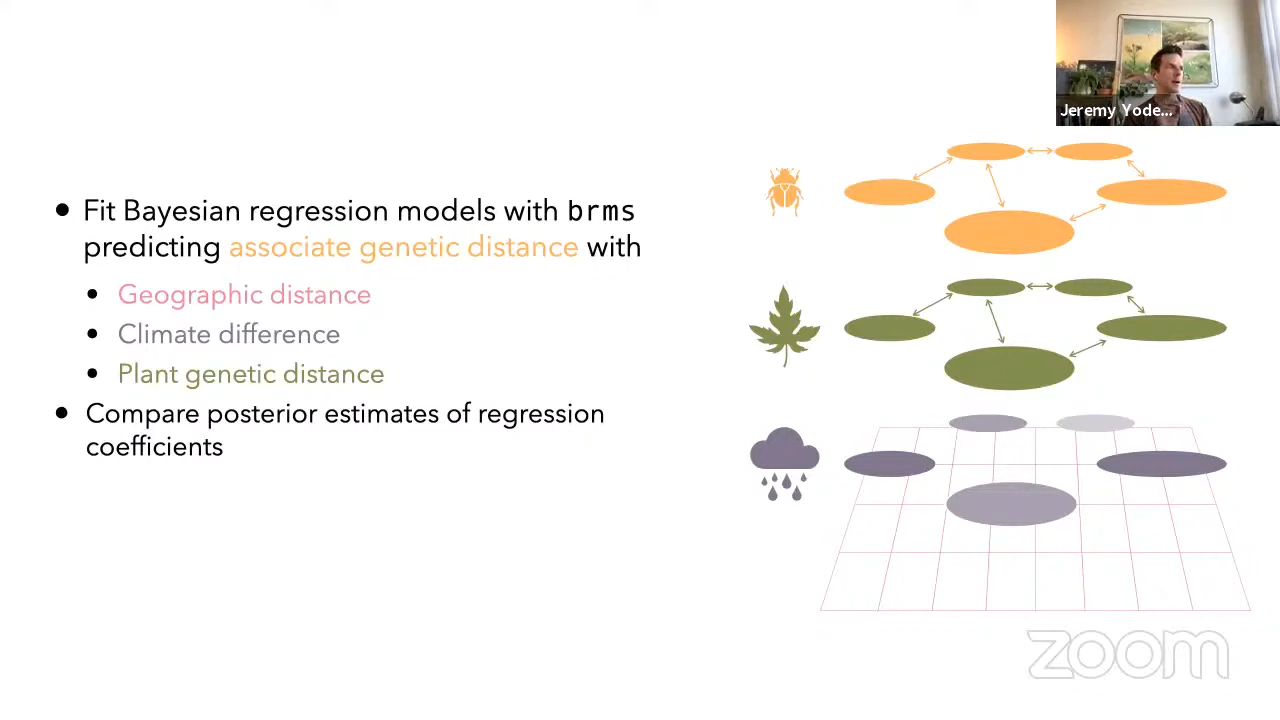 Jeremy Yode...
• Fit Bayesian regression models with brms
predicting associate genetic distance with
• Geographic distance
• Climate difference
• Plant genetic distance
• Compare posterior estimates of regression
coefficients
zoom